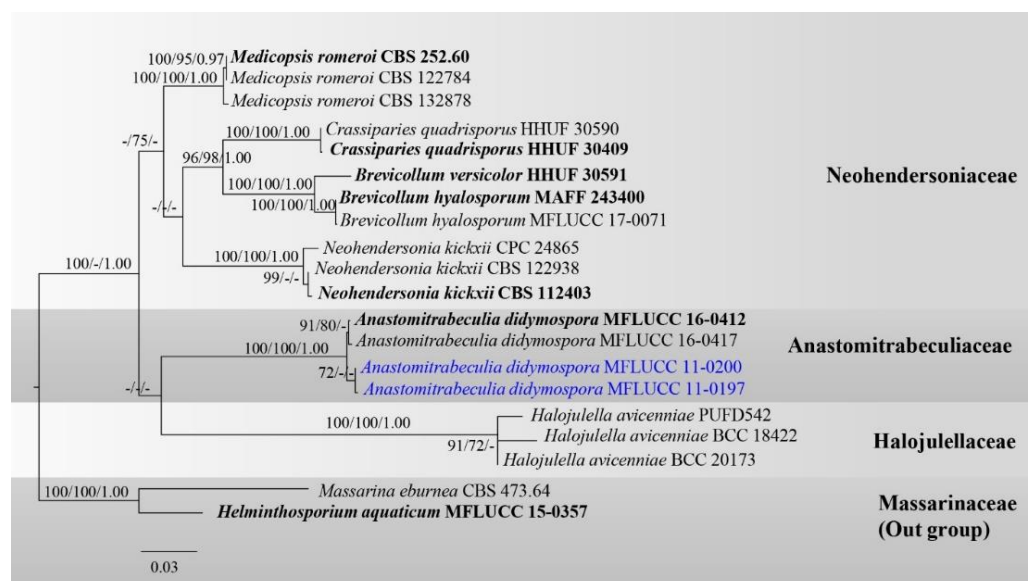 100/95/0.97
Medicopsis romeroi CBS 252.60
100/100/1.00
Medicopsis romeroi CBS 122784
Medicopsis romeroi CBS 132878
-/75/-
100/100/1.00
Crassiparies quadrisporus HHUF 30590
Crassiparies quadrisporus HHUF 30409
96/98/1.00
Brevicollum versicolor HHUF 30591
Neohendersoniaceae
100/100/1.00
Brevicollum hyalosporum MAFF 243400
100/100/1.00
Brevicollum hyalosporum MFLUCC 17-0071
-/-/-
Neohendersonia kickxii CPC 24865
100/100/1.00
Neohendersonia kickxii CBS 122938
100/-/1.00
99/-/-
Neohendersonia kickxii CBS 112403
Anastomitrabeculia didymospora MFLUCC 16-0412
91/80/-
Anastomitrabeculia didymospora MFLUCC 16-0417
Anastomitrabeculiaceae
100/100/1.00
Anastomitrabeculia didymospora MFLUCC 11-0200
72/-/-
Anastomitrabeculia didymospora MFLUCC 11-0197
-/-/-
Halojulella avicenniae PUFD542
100/100/1.00
Halojulella avicenniae BCC 18422
Halojulellaceae
91/72/-
Halojulella avicenniae BCC 20173
100/100/1.00
Massarina eburnea CBS 473.64
Massarinaceae
Helminthosporium aquaticum MFLUCC 15-0357
(Out group)
0.03